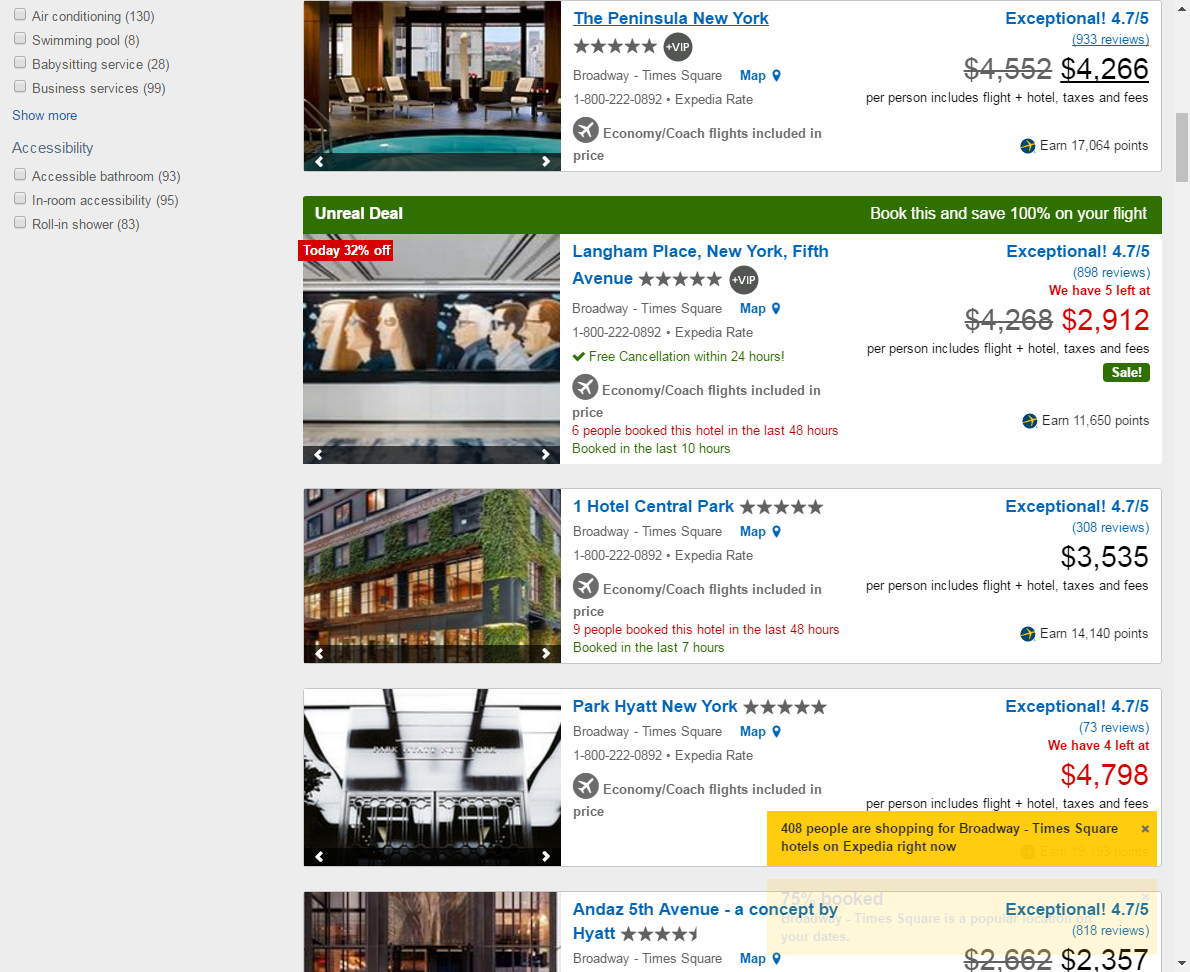 Air conditioning (130)
Swimming pool (8)
Babysitting service (28)
Business services (99)
Show more
Accessibility
Accessible bathroom (93)
In-room accessibility (95)
Roll-in shower (83)
The Peninsula New York
+VIP
Broadway - Times Square Map
1-800-222-0892 • Expedia Rate
Economy/Coach flights included in
price
Exceptional! 4.7/5
(933 reviews)
$4,552 $4,266
per person includes flight + hotel, taxes and fees
Earn 17,064 points
Unreal Deal
Book this and save 100% on your flight
Today 32% off
Langham Place, New York, Fifth
Avenue +VIP
Broadway - Times Square Map
1-800-222-0892 • Expedia Rate
Free Cancellation within 24 hours!
Economy/Coach flights included in
price
6 people booked this hotel in the last 48 hours
Booked in the last 10 hours
Exceptional! 4.7/5
(898 reviews)
We have 5 left at
$4,268 $2,912
per person includes flight + hotel, taxes and fees
Sale!
Earn 11,650 points
1 Hotel Central Park
Broadway - Times Square Map
1-800-222-0892 • Expedia Rate
Economy/Coach flights included in
price
9 people booked this hotel in the last 48 hours
Booked in the last 7 hours
Exceptional! 4.7/5
(308 reviews)
$3,535
per person includes flight + hotel, taxes and fees
Earn 14,140 points
PARK HYATT NEW YORK
Park Hyatt New York
Broadway - Times Square Map
1-800-222-0892 • Expedia Rate
Economy/Coach flights included in
price
Exceptional! 4.7/5
(73 reviews)
We have 4 left at
$4,798
per person includes flight + hotel, taxes and fees
Earn 19,193 points
408 people are shopping for Broadway - Times Square
hotels on Expedia right now
75% booked
Broadway - Times Square is a popular location on
your dates.
Andaz 5th Avenue - a concept by
Hyatt
Broadway - Times Square Map
Exceptional! 4.7/5
(818 reviews)
$2,662 $2,357